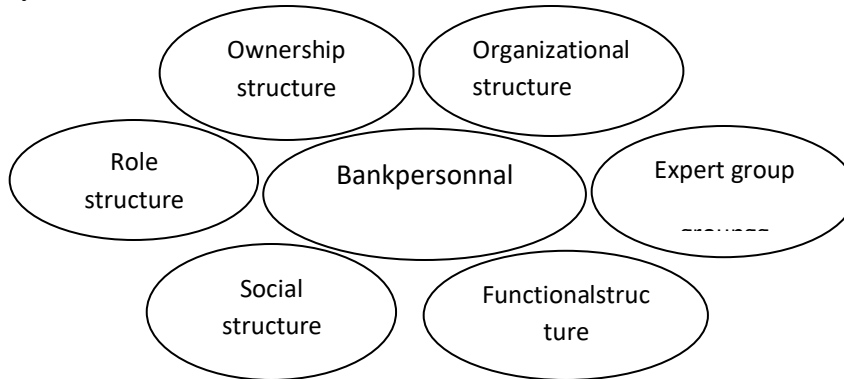 Ownership
structure
Organizational
structure
Role
structure
Bankpersonnal
Expert group
Social
structure
Functionalstruc
ture